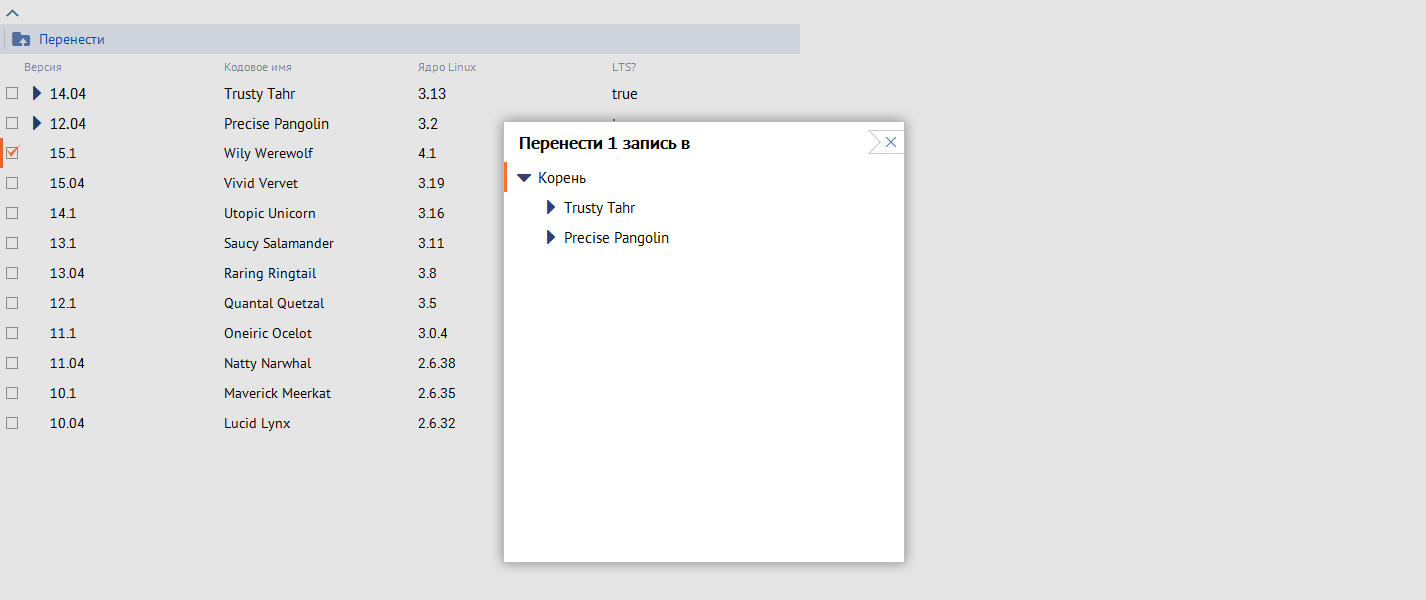 Перенести
Версия Кодовое имя Ядро Linux LTS?
14.04 Trusty Tahr 3.13 true
12.04 Precise Pangolin 3.2
15.1 Wily Werewolf 4.1
15.04 Vivid Vervet 3.19
14.1 Utopic Unicorn 3.16
13.1 Saucy Salamander 3.11
13.04 Raring Ringtail 3.8
12.1 Quantal Quetzal 3.5
11.1 Oneiric Ocelot 3.0.4
11.04 Natty Narwhal 2.6.38
10.1 Maverick Meerkat 2.6.35
10.04 Lucid Lynx 2.6.32
Перенести 1 запись в
Корень
Trusty Tahr
Precise Pangolin